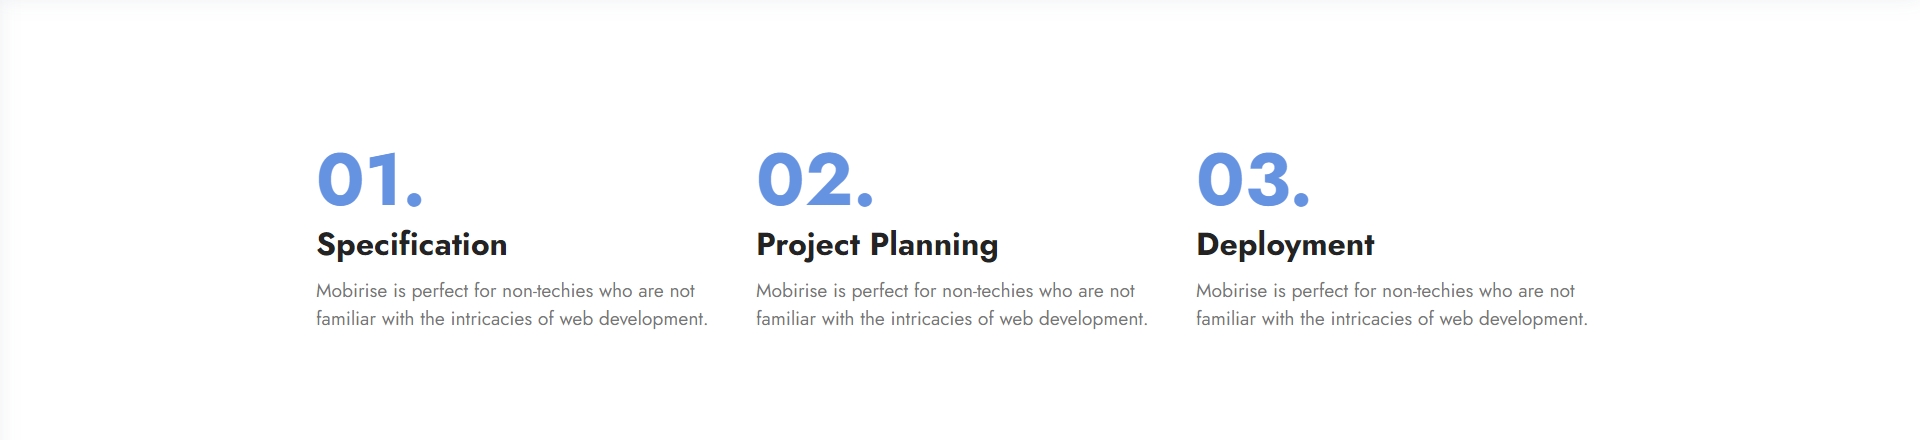 01.
Specification
Mobirise is perfect for non-techies who are not
familiar with the intricacies of web development.
02.
Project Planning
Mobirise is perfect for non-techies who are not
familiar with the intricacies of web development.
03.
Deployment
Mobirise is perfect for non-techies who are not
familiar with the intricacies of web development.